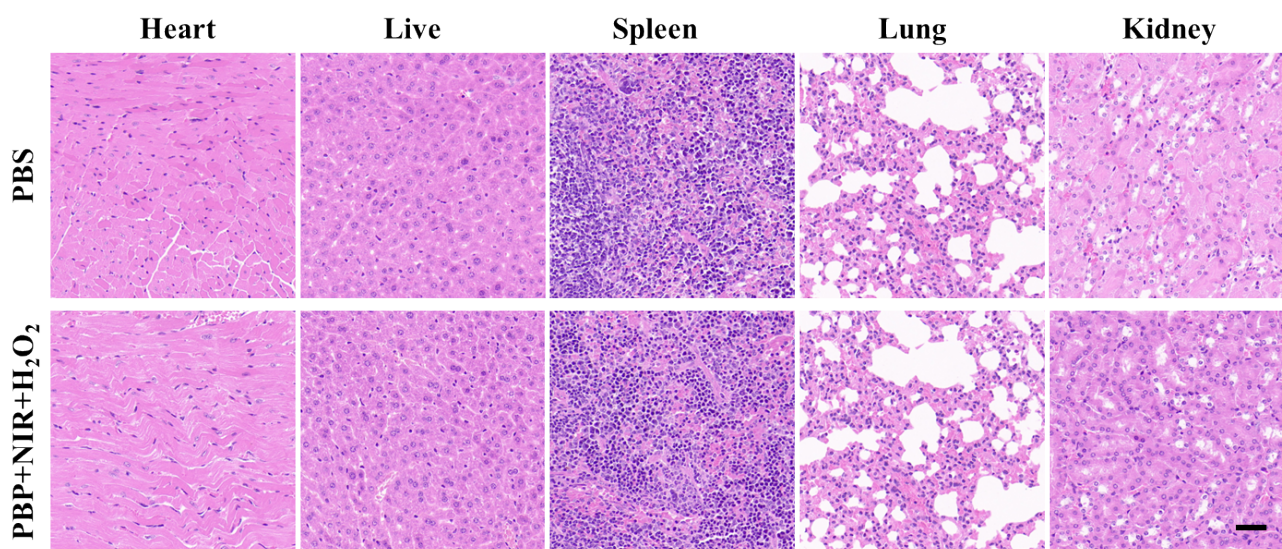 Heart Live Spleen Lung Kidney
PBS
PBP+NIR+H₂O₂